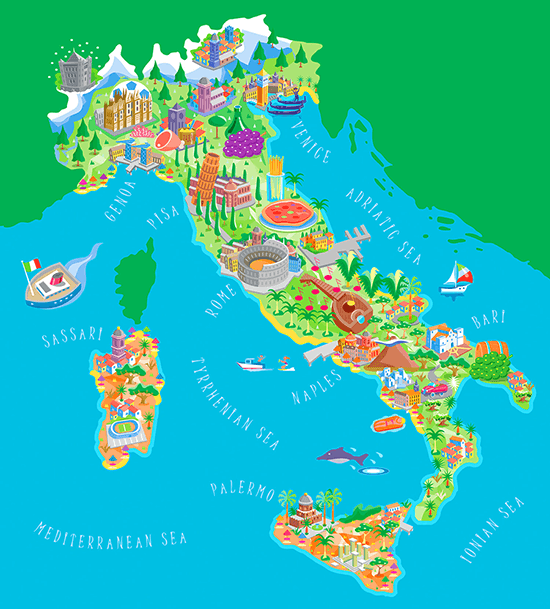 VENICE
GENOA
PISA
ADRIATIC SEA
ROME
SASSARI
BARI
TYRRHENIAN SEA
NAPLES
PALERMO
MEDITERRANEAN SEA
IONIAN SEA